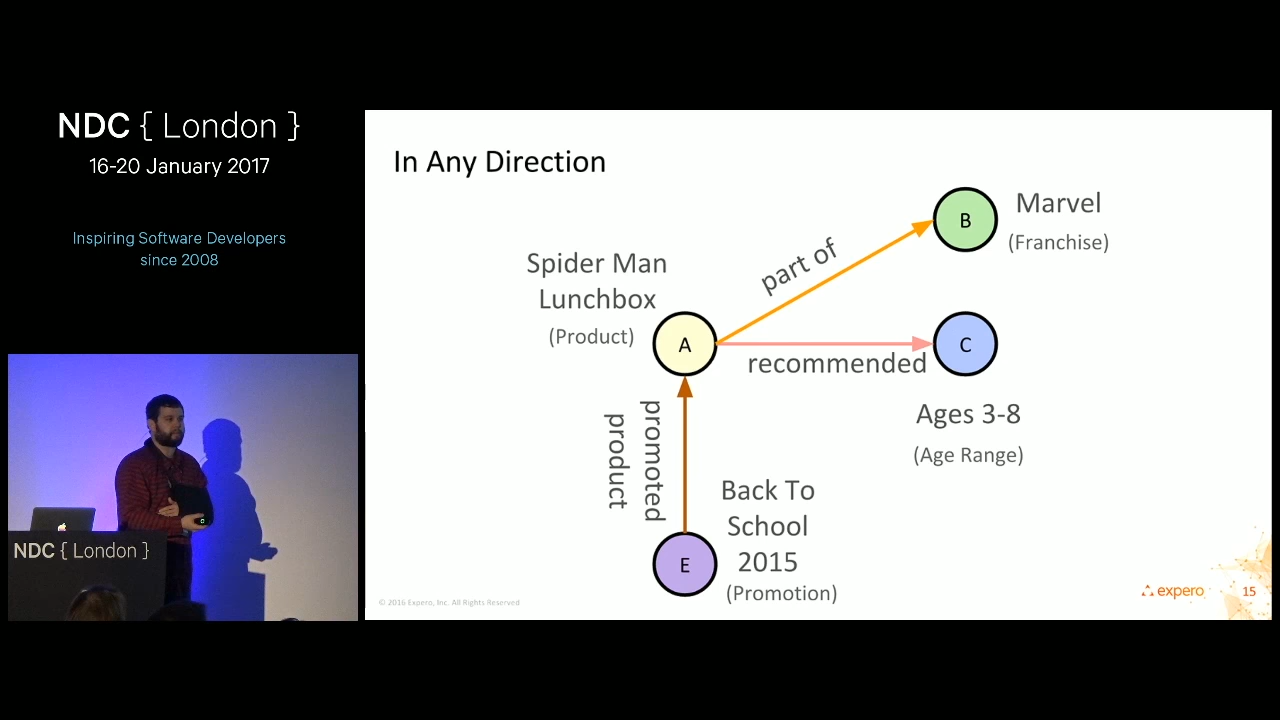 NDC { London }
16-20 January 2017
Inspiring Software Developers
since 2008
NDC { London }
In Any Direction
B
Marvel
(Franchise)
part of
Spider Man
Lunchbox
(Product)
A
recommended
C
Ages 3-8
(Age Range)
promoted
product
Back To
School
2015
(Promotion)
E
© 2016 Expero, Inc. All Rights Reserved
expero
15